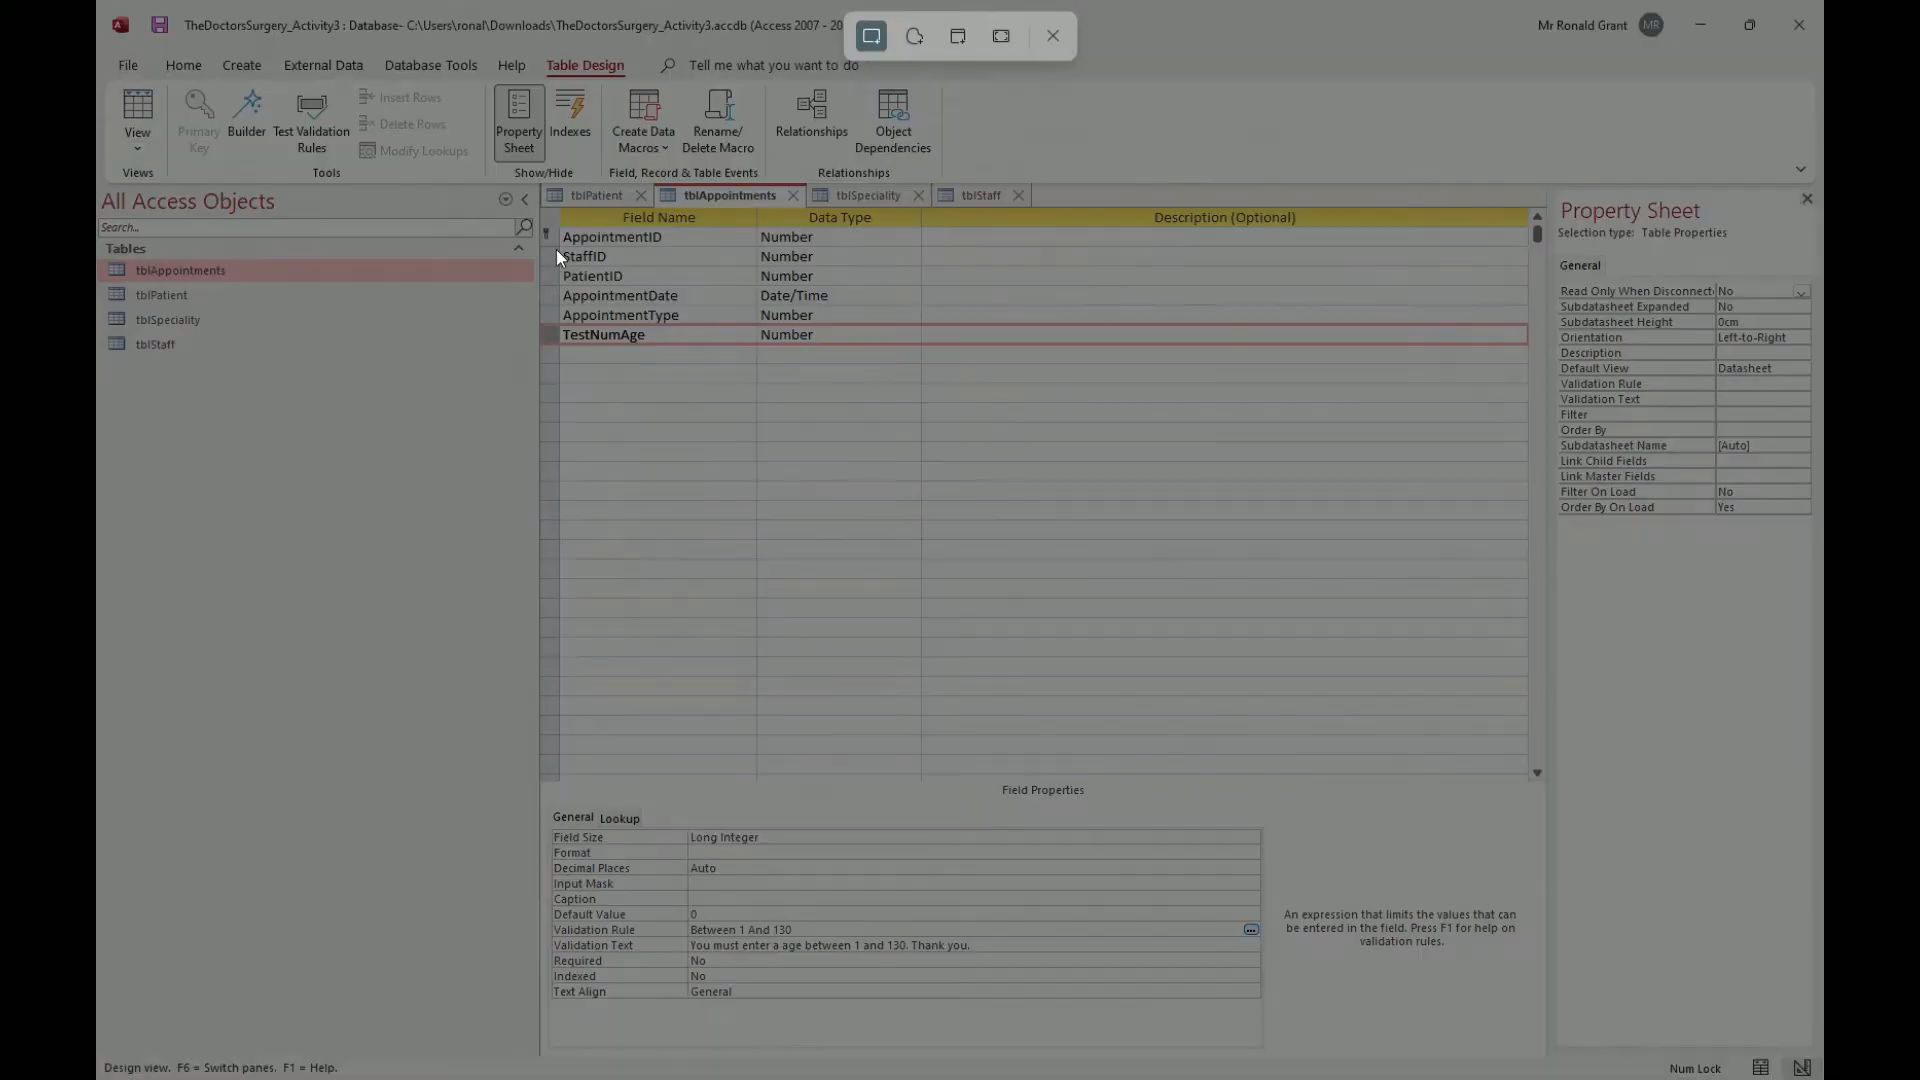 TheDoctorsSurgery_Activity3 : Database- C:\Users\ronal\Downloads\TheDoctorsSurgery_Activity3.accdb (Access 2007 - 20
Mr Ronald Grant
MR
File
Home
Create
External Data
Database Tools
Help
Table Design
Tell me what you want to do
View
Primary
Key
Builder
Test Validation
Rules
Insert Rows
Delete Rows
Modify Lookups
Property
Sheet
Indexes
Create Data
Macros
Rename/
Delete Macro
Relationships
Object
Dependencies
Views
Tools
Show/Hide
Field, Record & Table Events
Relationships
All Access Objects
Search...
Tables
tblAppointments
tblPatient
tblSpeciality
tblStaff
tblPatient
tblAppointments
tblSpeciality
tblStaff
Field Name Data Type Description (Optional)
AppointmentID Number
StaffID Number
PatientID Number
AppointmentDate Date/Time
AppointmentType Number
TestNumAge Number
Field Properties
General Lookup
Field Size Long Integer
Format
Decimal Places Auto
Input Mask
Caption
Default Value 0
Validation Rule Between 1 And 130
Validation Text You must enter a age between 1 and 130. Thank you.
Required No
Indexed No
Text Align General
An expression that limits the values that can
be entered in the field. Press F1 for help on
validation rules.
Property Sheet
Selection type: Table Properties
General
Read Only When Disconnect No
Subdatasheet Expanded No
Subdatasheet Height 0cm
Orientation Left-to-Right
Description
Default View Datasheet
Validation Rule
Validation Text
Filter
Order By
Subdatasheet Name [Auto]
Link Child Fields
Link Master Fields
Filter On Load No
Order By On Load Yes
Design view. F6 = Switch panes. F1 = Help.
Num Lock